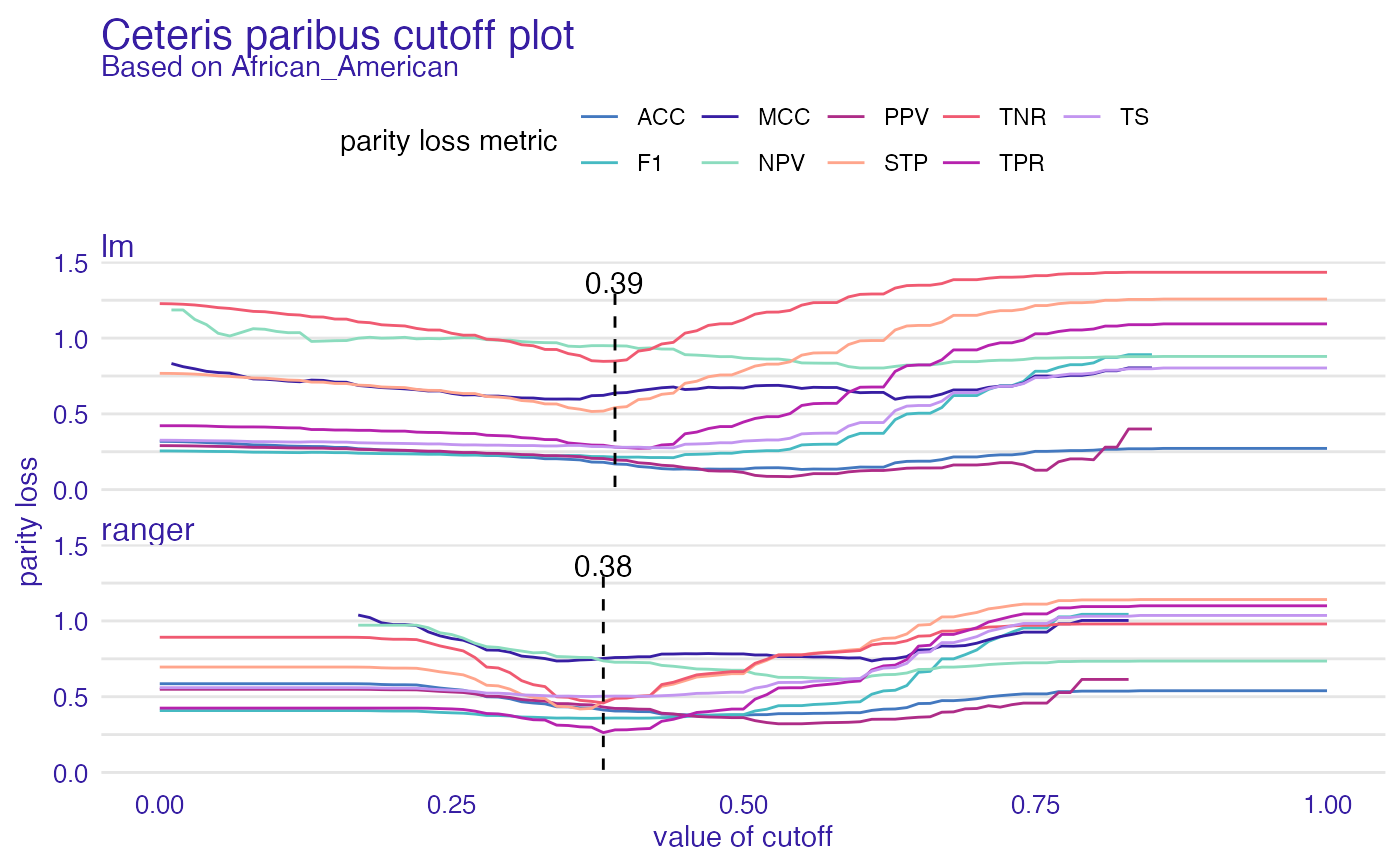 Ceteris paribus cutoff plot
Based on African_American
parity loss metric
ACC MCC PPV TNR TS
F1 NPV STP TPR
lm
1.5
0.39
1.0
0.5
0.0
parity loss
ranger
1.5
0.38
1.0
0.5
0.0
0.00 0.25 0.50 0.75 1.00
value of cutoff